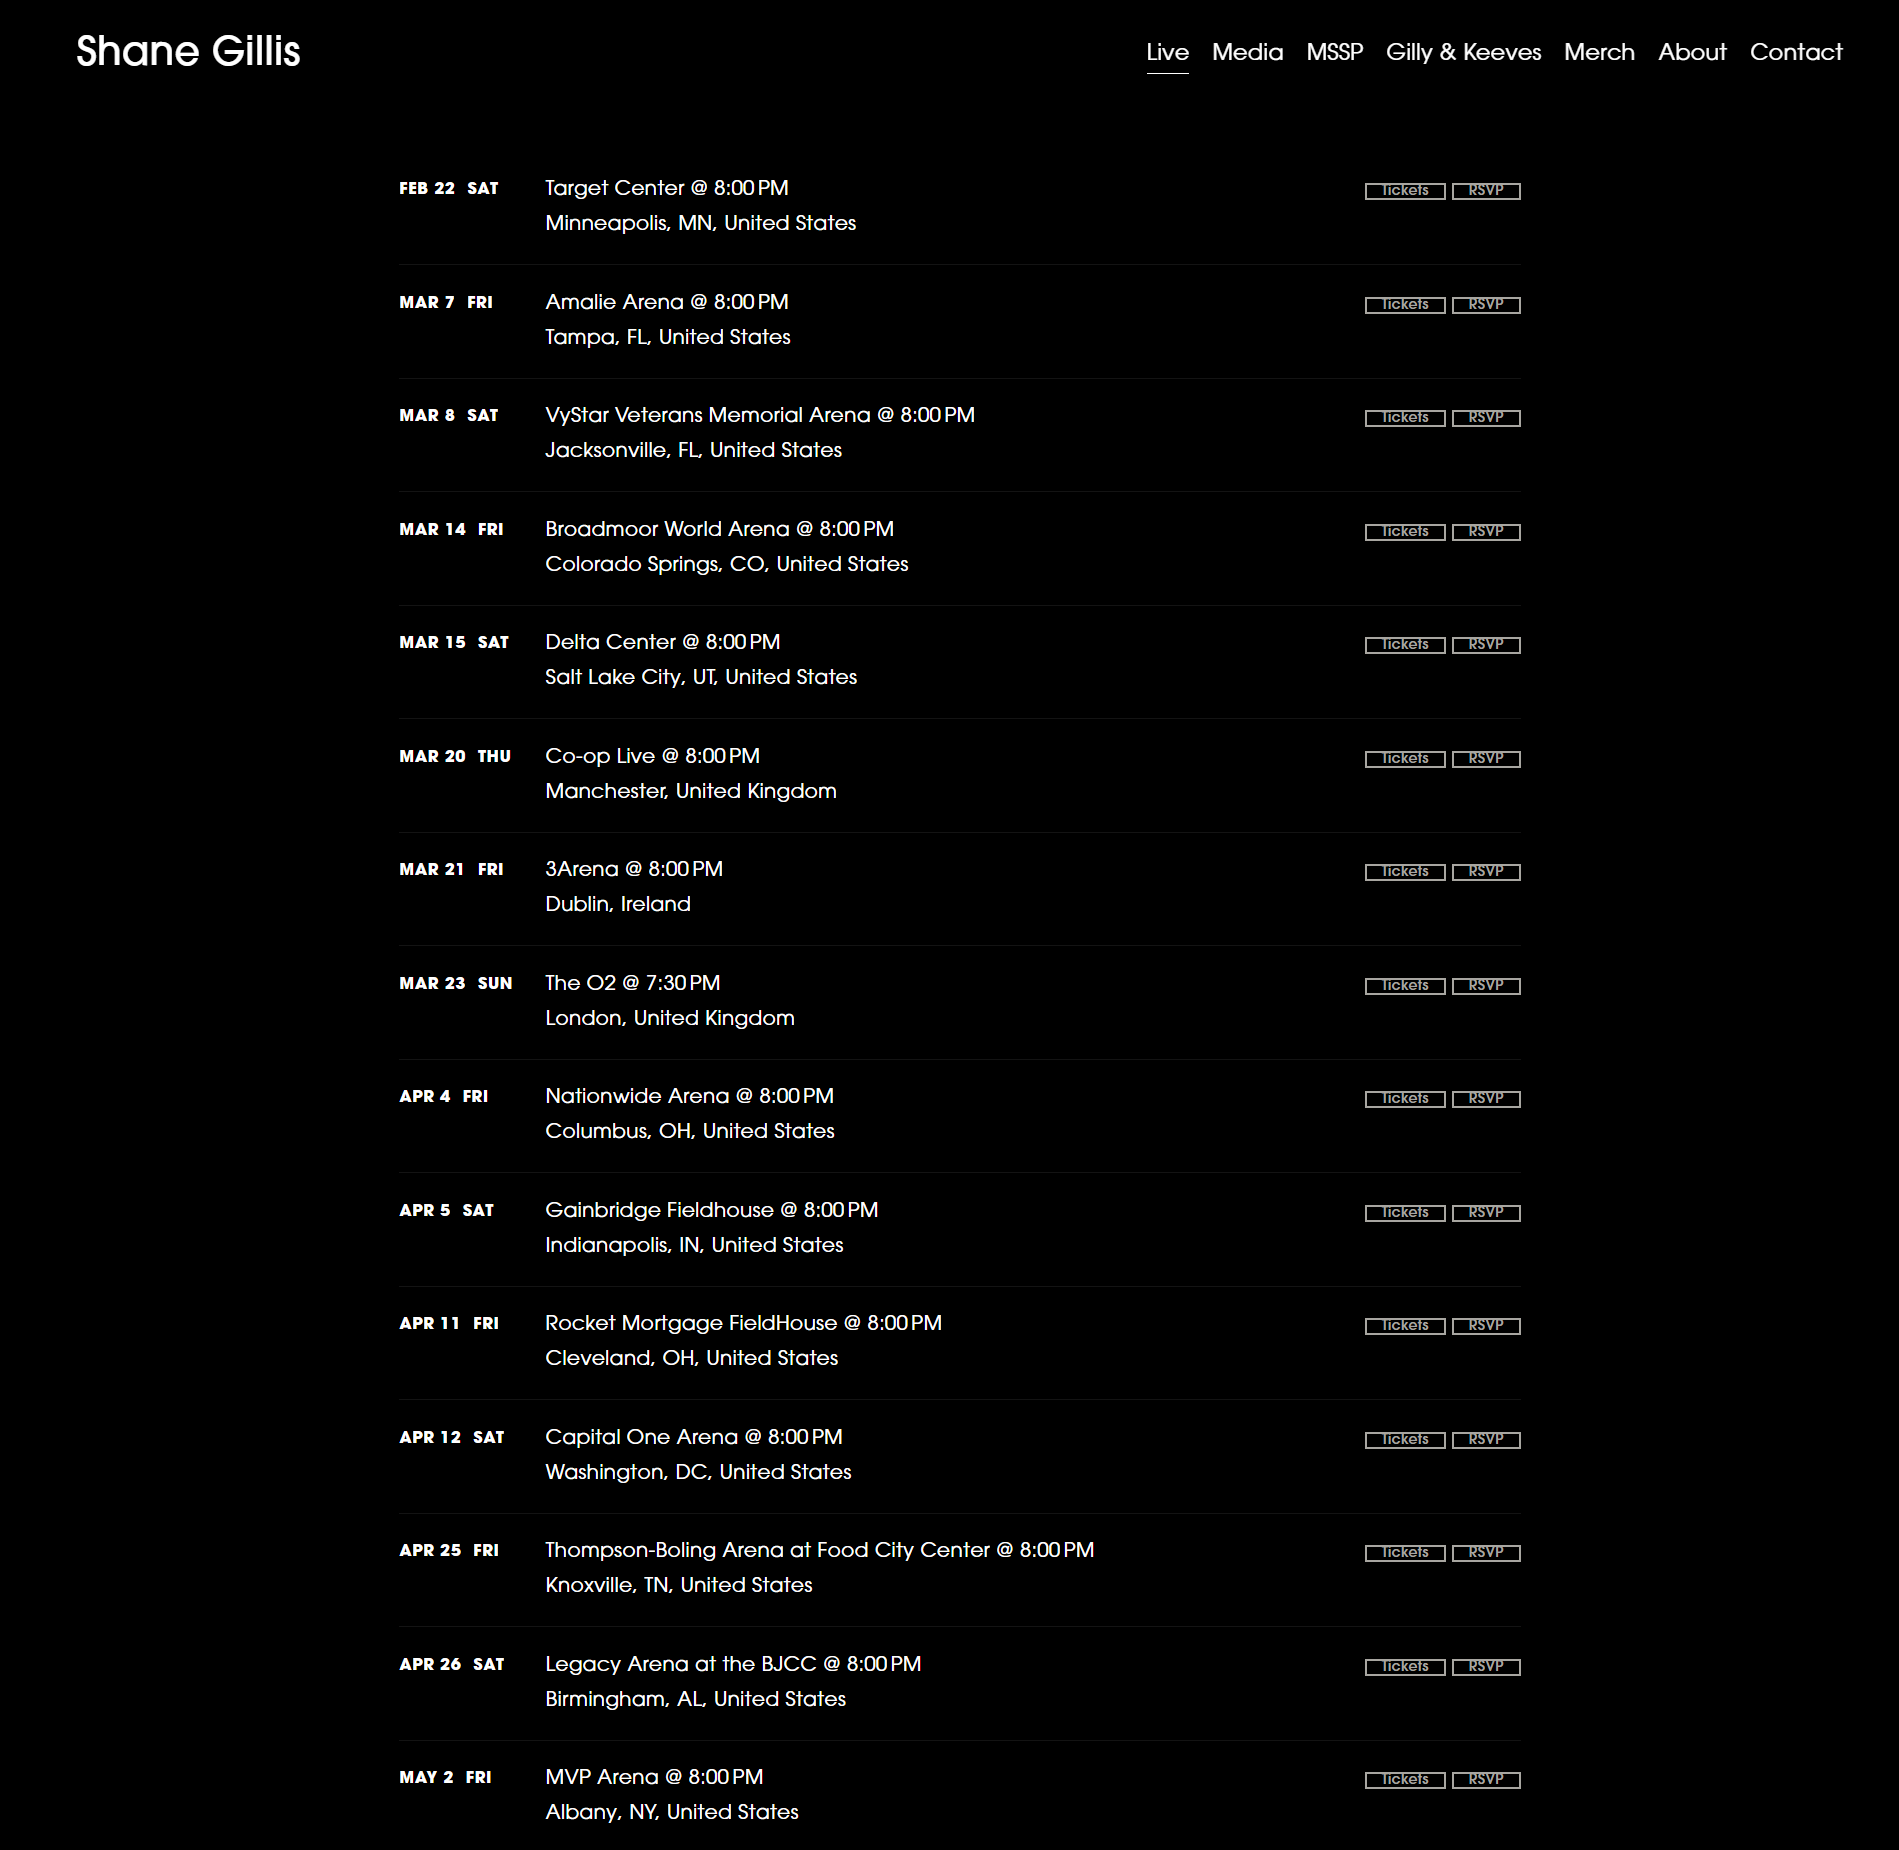 Shane Gillis
Live Media MSSP Gilly & Keeves Merch About Contact
FEB 22 SAT Target Center @ 8:00 PM Tickets RSVP
Minneapolis, MN, United States
MAR 7 FRI Amalie Arena @ 8:00 PM Tickets RSVP
Tampa, FL, United States
MAR 8 SAT VyStar Veterans Memorial Arena @ 8:00 PM Tickets RSVP
Jacksonville, FL, United States
MAR 14 FRI Broadmoor World Arena @ 8:00 PM Tickets RSVP
Colorado Springs, CO, United States
MAR 15 SAT Delta Center @ 8:00 PM Tickets RSVP
Salt Lake City, UT, United States
MAR 20 THU Co-op Live @ 8:00 PM Tickets RSVP
Manchester, United Kingdom
MAR 21 FRI 3Arena @ 8:00 PM Tickets RSVP
Dublin, Ireland
MAR 23 SUN The O2 @ 7:30 PM Tickets RSVP
London, United Kingdom
APR 4 FRI Nationwide Arena @ 8:00 PM Tickets RSVP
Columbus, OH, United States
APR 5 SAT Gainbridge Fieldhouse @ 8:00 PM Tickets RSVP
Indianapolis, IN, United States
APR 11 FRI Rocket Mortgage FieldHouse @ 8:00 PM Tickets RSVP
Cleveland, OH, United States
APR 12 SAT Capital One Arena @ 8:00 PM Tickets RSVP
Washington, DC, United States
APR 25 FRI Thompson-Boling Arena at Food City Center @ 8:00 PM Tickets RSVP
Knoxville, TN, United States
APR 26 SAT Legacy Arena at the BJCC @ 8:00 PM Tickets RSVP
Birmingham, AL, United States
MAY 2 FRI MVP Arena @ 8:00 PM Tickets RSVP
Albany, NY, United States